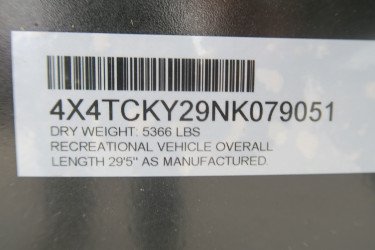 4X4TCKY29NK079051
DRY WEIGHT: 5366 LBS
RECREATIONAL VEHICLE OVERALL
LENGTH 29'5" AS MANUFACTURED.